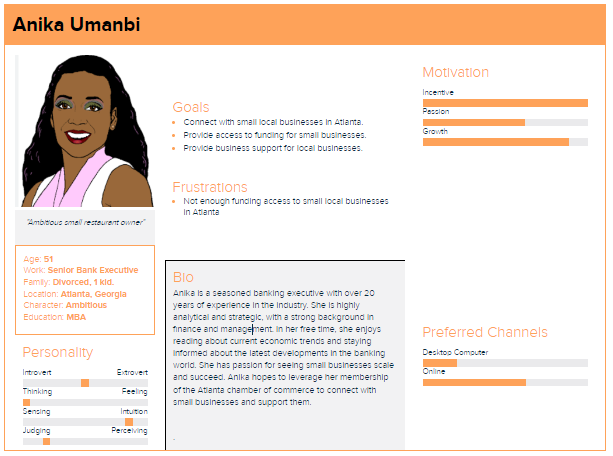 Anika Umanbi
"Ambitious small restaurant owner"
Age: 51
Work: Senior Bank Executive
Family: Divorced, 1 kid.
Location: Atlanta, Georgia
Character: Ambitious
Education: MBA
Personality
Introvert Extrovert
Thinking Feeling
Sensing Intuition
Judging Perceiving
Goals
• Connect with small local businesses in Atlanta.
• Provide access to funding for small businesses.
• Provide business support for local businesses.
Frustrations
• Not enough funding access to small local businesses
in Atlanta
Bio
Anika is a seasoned banking executive with over 20
years of experience in the industry. She is highly
analytical and strategic, with a strong background in
finance and management. In her free time, she enjoys
reading about current economic trends and staying
informed about the latest developments in the banking
world. She has passion for seeing small businesses scale
and succeed. Anika hopes to leverage her membership
of the Atlanta chamber of commerce to connect with
small businesses and support them.
.
Motivation
Incentive
Passion
Growth
Preferred Channels
Desktop Computer
Online